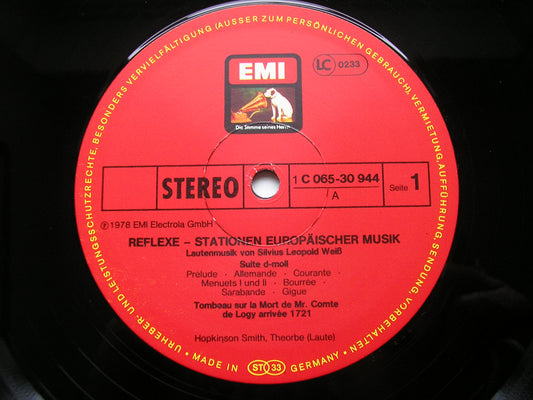 URHEBER- UND LEISTUNGSSCHUTZRECHTE, BESONDERS VERVIELFÄLTIGUNG (AUSSER ZUM PERSÖNLICHEN GEBRAUCH), VERMIETUNG, AUFFÜHRUNG, SENDUNG VORBEHALTEN
EMI
LC 0233
Die Stimme seines Herrn
STEREO
1 C 065-30 944
A
Seite 1
℗ 1978 EMI Electrola GmbH
REFLEXE – STATIONEN EUROPÄISCHER MUSIK
Lautenmusik von Silvius Leopold Weiß
Suite d-moll
Prélude · Allemande · Courante ·
Menuets I und II · Bourrée ·
Sarabande · Gigue
Tombeau sur la Mort de Mr. Comte
de Logy arrivée 1721
Hopkinson Smith, Theorbe (Laute)
• MADE IN ST 33 GERMANY •